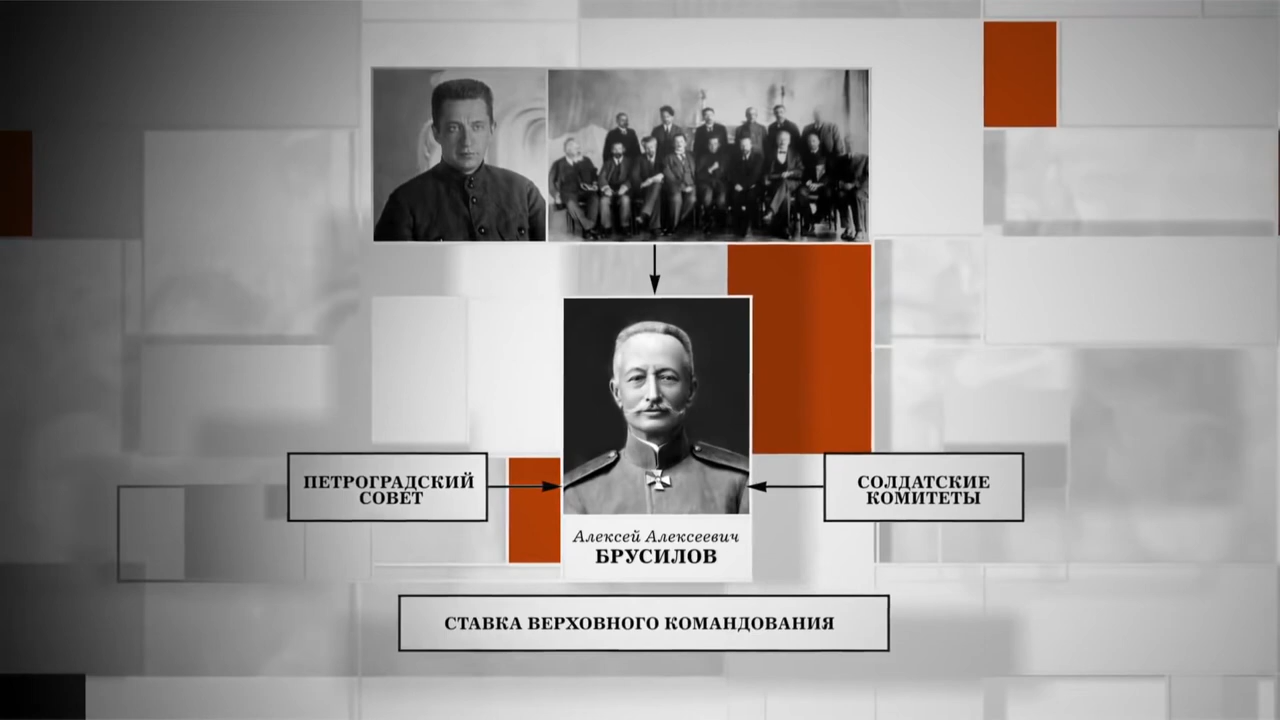 ПЕТРОГРАДСКИЙ
СОВЕТ
СОЛДАТСКИЕ
КОМИТЕТЫ
Алексей Алексеевич
БРУСИЛОВ
СТАВКА ВЕРХОВНОГО КОМАНДОВАНИЯ